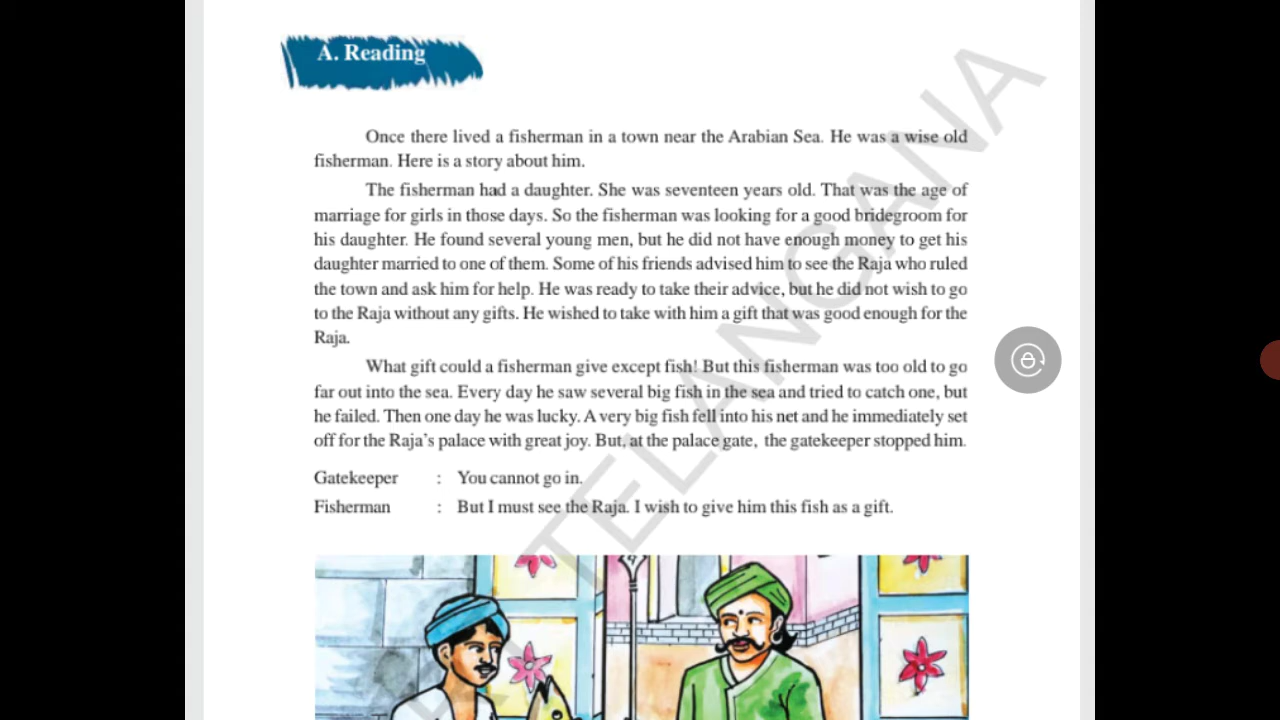 A. Reading
Once there lived a fisherman in a town near the Arabian Sea. He was a wise old
fisherman. Here is a story about him.
The fisherman had a daughter. She was seventeen years old. That was the age of
marriage for girls in those days. So the fisherman was looking for a good bridegroom for
his daughter. He found several young men, but he did not have enough money to get his
daughter married to one of them. Some of his friends advised him to see the Raja who ruled
the town and ask him for help. He was ready to take their advice, but he did not wish to go
to the Raja without any gifts. He wished to take with him a gift that was good enough for the
Raja.
What gift could a fisherman give except fish! But this fisherman was too old to go
far out into the sea. Every day he saw several big fish in the sea and tried to catch one, but
he failed. Then one day he was lucky. A very big fish fell into his net and he immediately set
off for the Raja's palace with great joy. But, at the palace gate, the gatekeeper stopped him.
Gatekeeper : You cannot go in.
Fisherman : But I must see the Raja. I wish to give him this fish as a gift.
TELANGANA